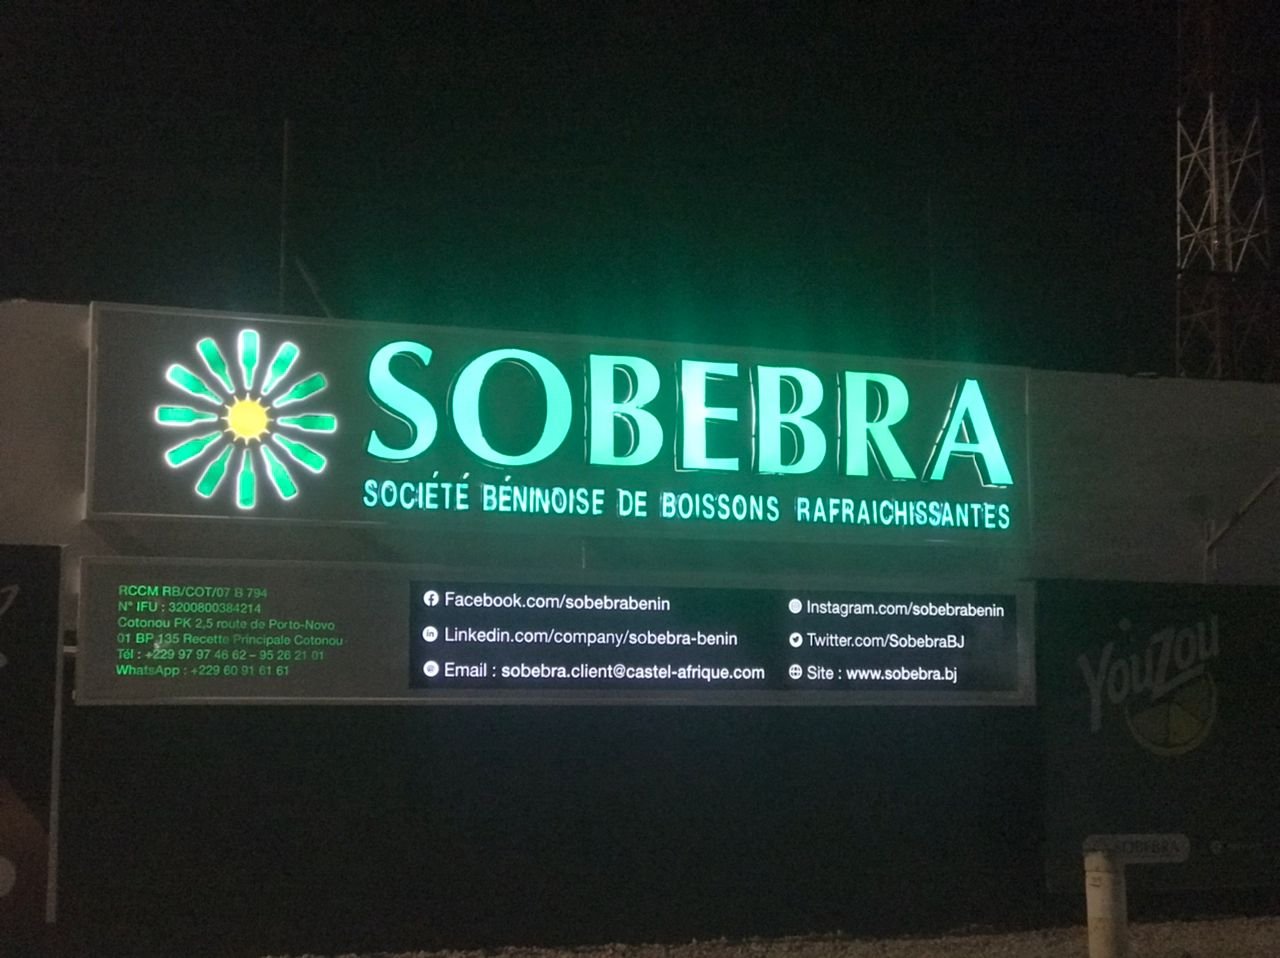 SOBEBRA
SOCIÉTÉ BÉNINOISE DE BOISSONS RAFRAICHISSANTES
RCCM RB/COT/07 B 794
N° IFU : 3200800384214
Cotonou PK 2,5 route de Porto-Novo
01 BP 135 Recette Principale Cotonou
Tél : +229 97 97 46 62 – 95 26 21 01
WhatsApp : +229 60 91 61 61
Facebook.com/sobebrabenin
Linkedin.com/company/sobebra-benin
Email : sobebra.client@castel-afrique.com
Instagram.com/sobebrabenin
Twitter.com/SobebraBJ
Site : www.sobebra.bj
YouZou
SOBEBRA